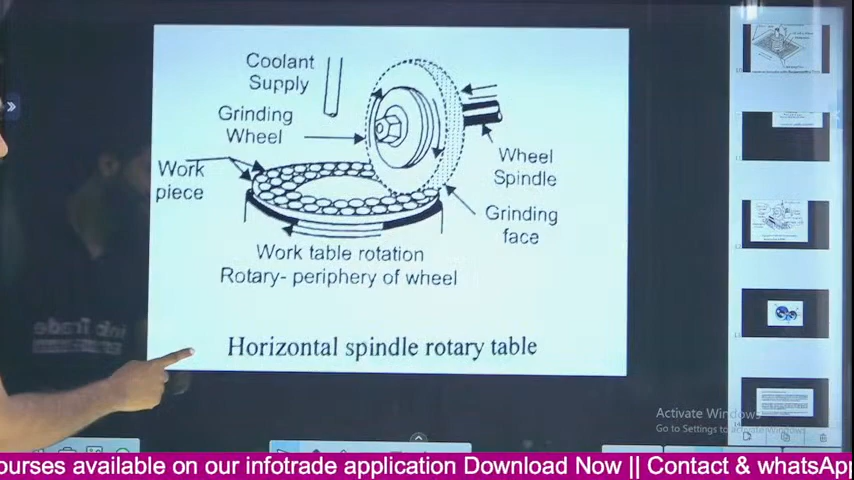 Coolant
Supply
Grinding
Wheel
Work
piece
Wheel
Spindle
Grinding
face
Work table rotation
Rotary- periphery of wheel
Horizontal spindle rotary table
Activate Windows
Go to Settings to activate Windows.
ourses available on our infotrade application Download Now || Contact & whatsApp